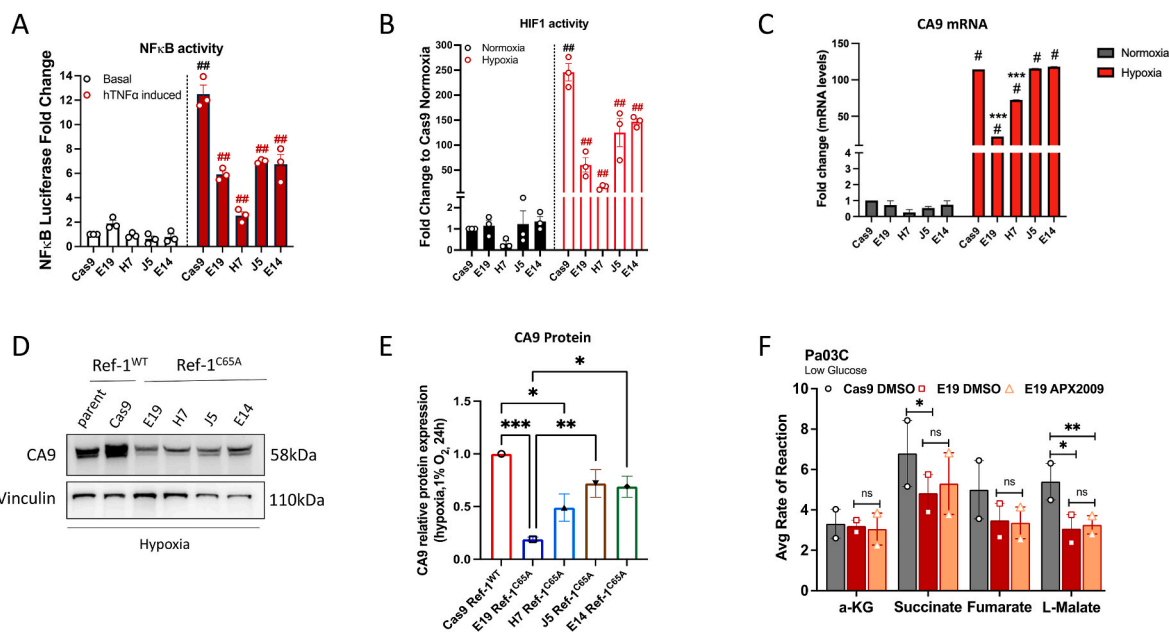 A
NFκB activity
NFκB Luciferase Fold Change
14
12
10
8
6
4
2
0
Basal
hTNFα induced
##
##
##
##
##
Cas9
E19
H7
J5
E14
Cas9
E19
H7
J5
E14
B
HIF1 activity
Fold Change to Cas9 Normoxia
300
250
200
150
100
50
2
1
0
Normoxia
Hypoxia
##
##
##
##
##
Cas9
E19
H7
J5
E14
Cas9
E19
H7
J5
E14
C
CA9 mRNA
Fold change (mRNA levels)
150
100
50
4
2
1
0
Normoxia
Hypoxia
#
***
#
***
#
#
#
Cas9
E19
H7
J5
E14
Cas9
E19
H7
J5
E14
D
Ref-1WT
Ref-1C65A
parent
Cas9
E19
H7
J5
E14
CA9
58kDa
Vinculin
110kDa
Hypoxia
E
CA9 Protein
CA9 relative protein expression
(hypoxia,1% O2, 24h)
1.5
1.0
0.5
0.0
*
*
***
**
Cas9 Ref-1WT
E19 Ref-1C65A
H7 Ref-1C65A
J5 Ref-1C65A
E14 Ref-1C65A
F
Pa03C
Low Glucose
Cas9 DMSO
E19 DMSO
E19 APX2009
Avg Rate of Reaction
10
8
6
4
2
0
ns
*
ns
ns
**
*
ns
a-KG
Succinate
Fumarate
L-Malate